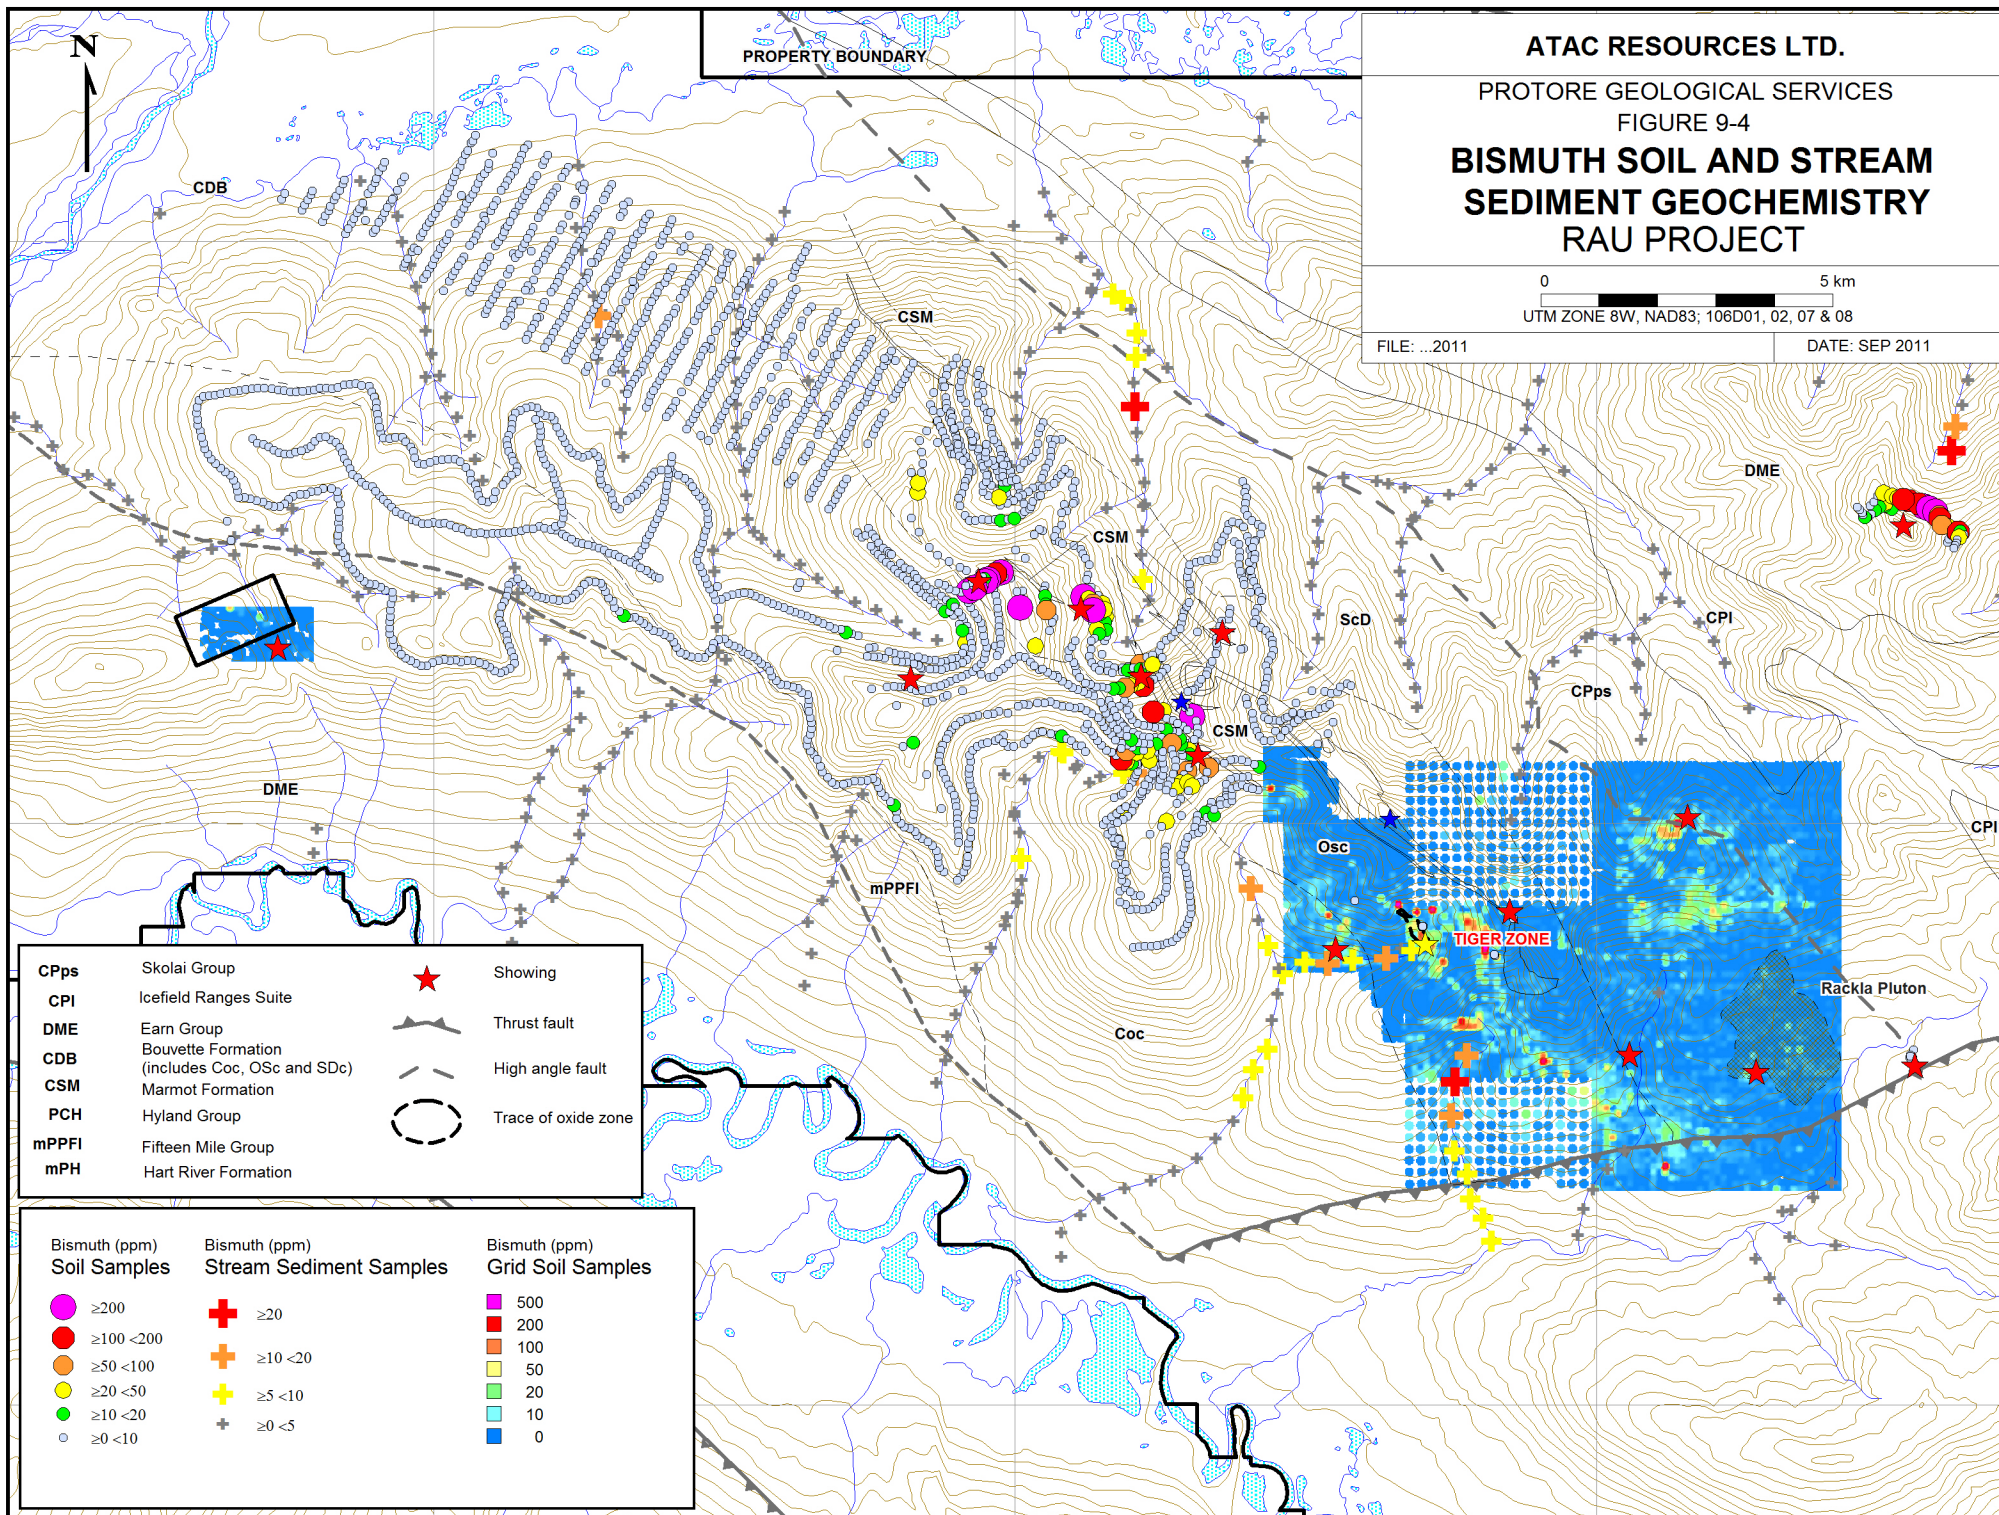 N
PROPERTY BOUNDARY
ATAC RESOURCES LTD.
PROTORE GEOLOGICAL SERVICES
FIGURE 9-4
BISMUTH SOIL AND STREAM
SEDIMENT GEOCHEMISTRY
RAU PROJECT
0 5 km
UTM ZONE 8W, NAD83; 106D01, 02, 07 & 08
FILE: ...2011 DATE: SEP 2011
CDB
CSM
DME
CSM
ScD
CPI
CPps
CSM
DME
CPI
Osc
mPPFI
TIGER ZONE
Rackla Pluton
Coc
CPps Skolai Group
CPI Icefield Ranges Suite
DME Earn Group
CDB Bouvette Formation
(includes Coc, OSc and SDc)
CSM Marmot Formation
PCH Hyland Group
mPPFI Fifteen Mile Group
mPH Hart River Formation
Showing
Thrust fault
High angle fault
Trace of oxide zone
Bismuth (ppm)
Soil Samples
≥200
≥100 <200
≥50 <100
≥20 <50
≥10 <20
≥0 <10
Bismuth (ppm)
Stream Sediment Samples
≥20
≥10 <20
≥5 <10
≥0 <5
Bismuth (ppm)
Grid Soil Samples
500
200
100
50
20
10
0